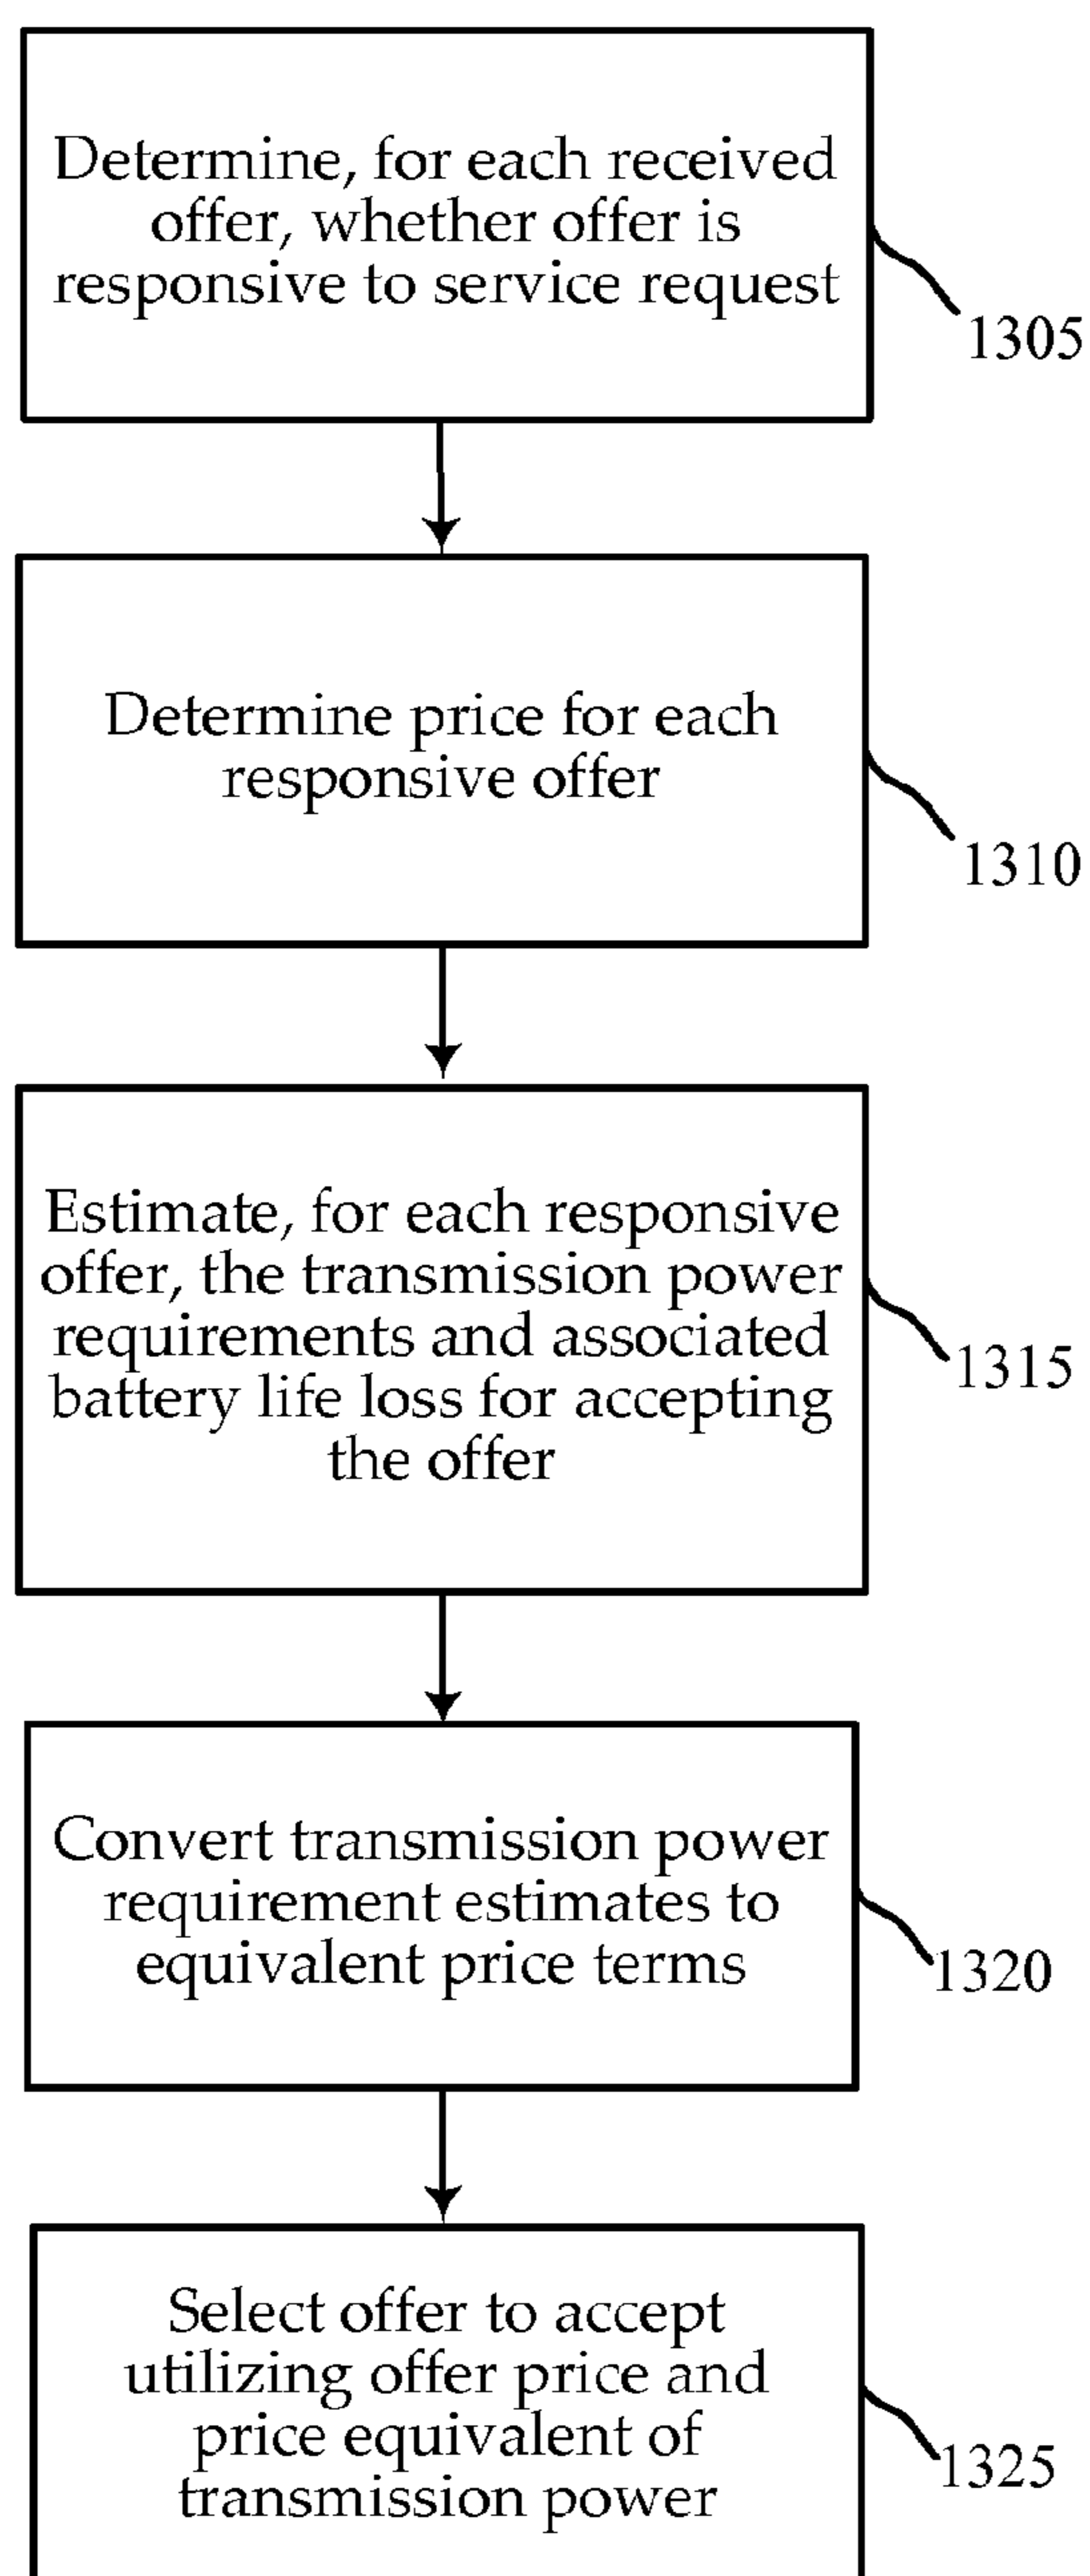 Determine, for each received
offer, whether offer is
responsive to service request
1305
Determine price for each
responsive offer
1310
Estimate, for each responsive
offer, the transmission power
requirements and associated
battery life loss for accepting
the offer
1315
Convert transmission power
requirement estimates to
equivalent price terms
1320
Select offer to accept
utilizing offer price and
price equivalent of
transmission power
1325